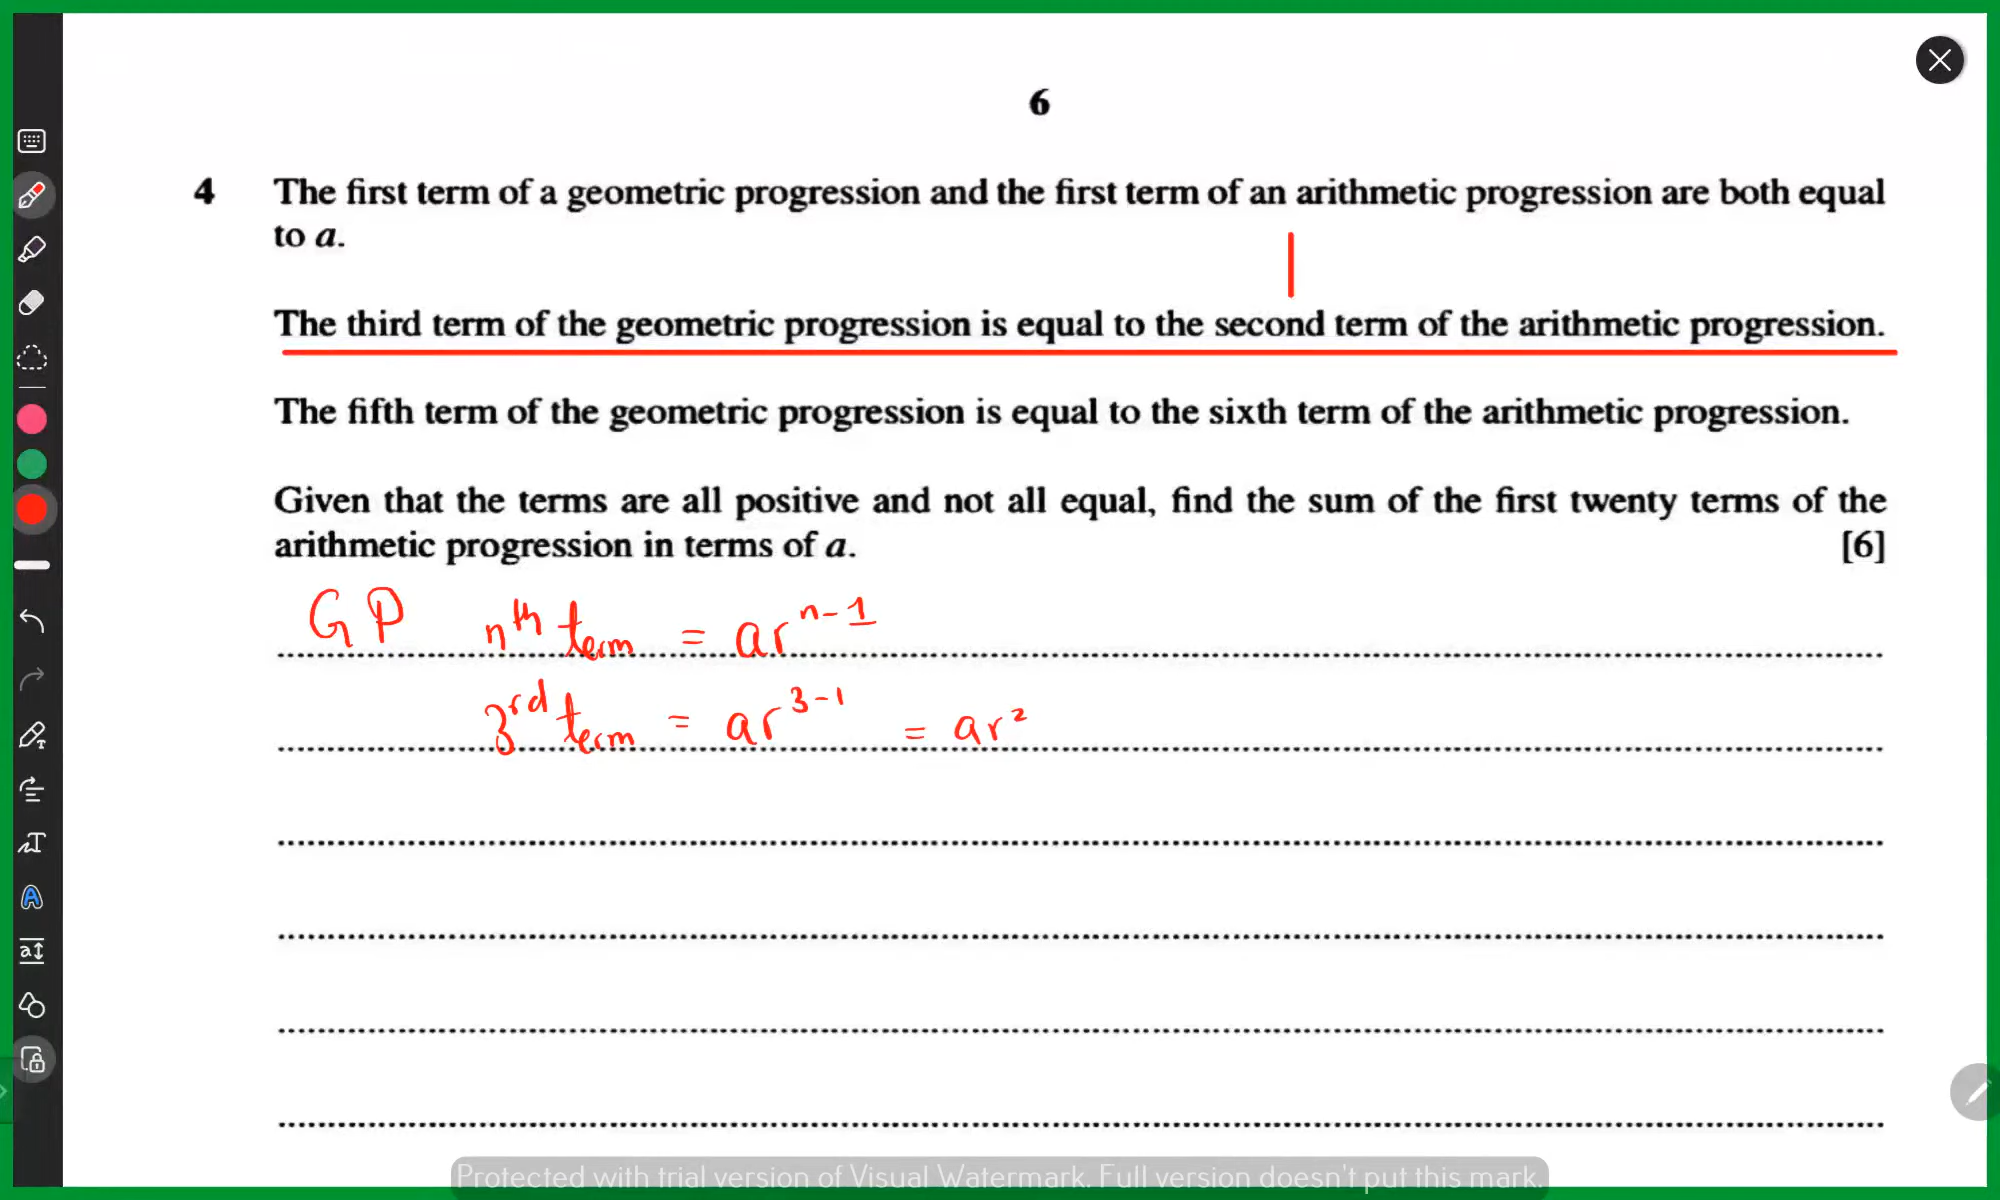 6
4 The first term of a geometric progression and the first term of an arithmetic progression are both equal
to a.
The third term of the geometric progression is equal to the second term of the arithmetic progression.
The fifth term of the geometric progression is equal to the sixth term of the arithmetic progression.
Given that the terms are all positive and not all equal, find the sum of the first twenty terms of the
arithmetic progression in terms of a. [6]
GP nᵗʰ term = arⁿ⁻¹
3ʳᵈ term = ar³⁻¹ = ar²
Protected with trial version of Visual Watermark. Full version doesn't put this mark.